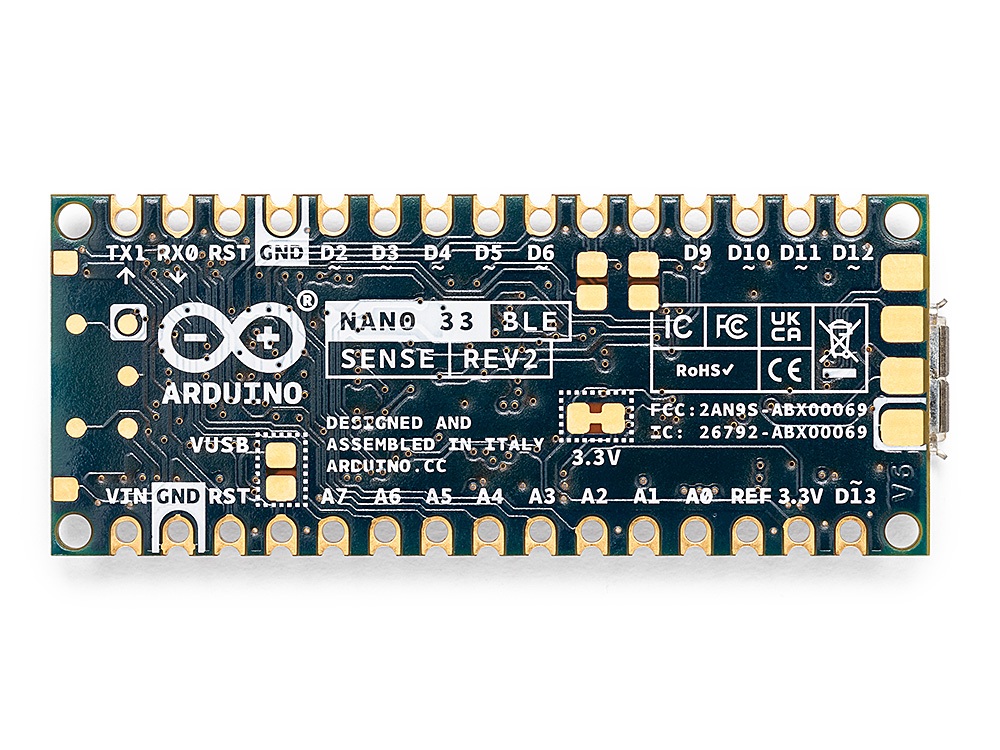 TX1 RX0 RST GND D2 D3 D4 D5 D6 D9 D10 D11 D12
~ ~ ~ ~ ~ ~ ~ ~ ~
↑ ↓
®
- +
ARDUINO
NANO 33 BLE
SENSE REV2
IC FC UK
CA
RoHS✓ CE
DESIGNED AND
ASSEMBLED IN ITALY
ARDUINO.CC
FCC:2AN9S-ABX00069
IC: 26792-ABX00069
VUSB
3.3V
V3
VIN GND RST A7 A6 A5 A4 A3 A2 A1 A0 REF 3.3V D13
~